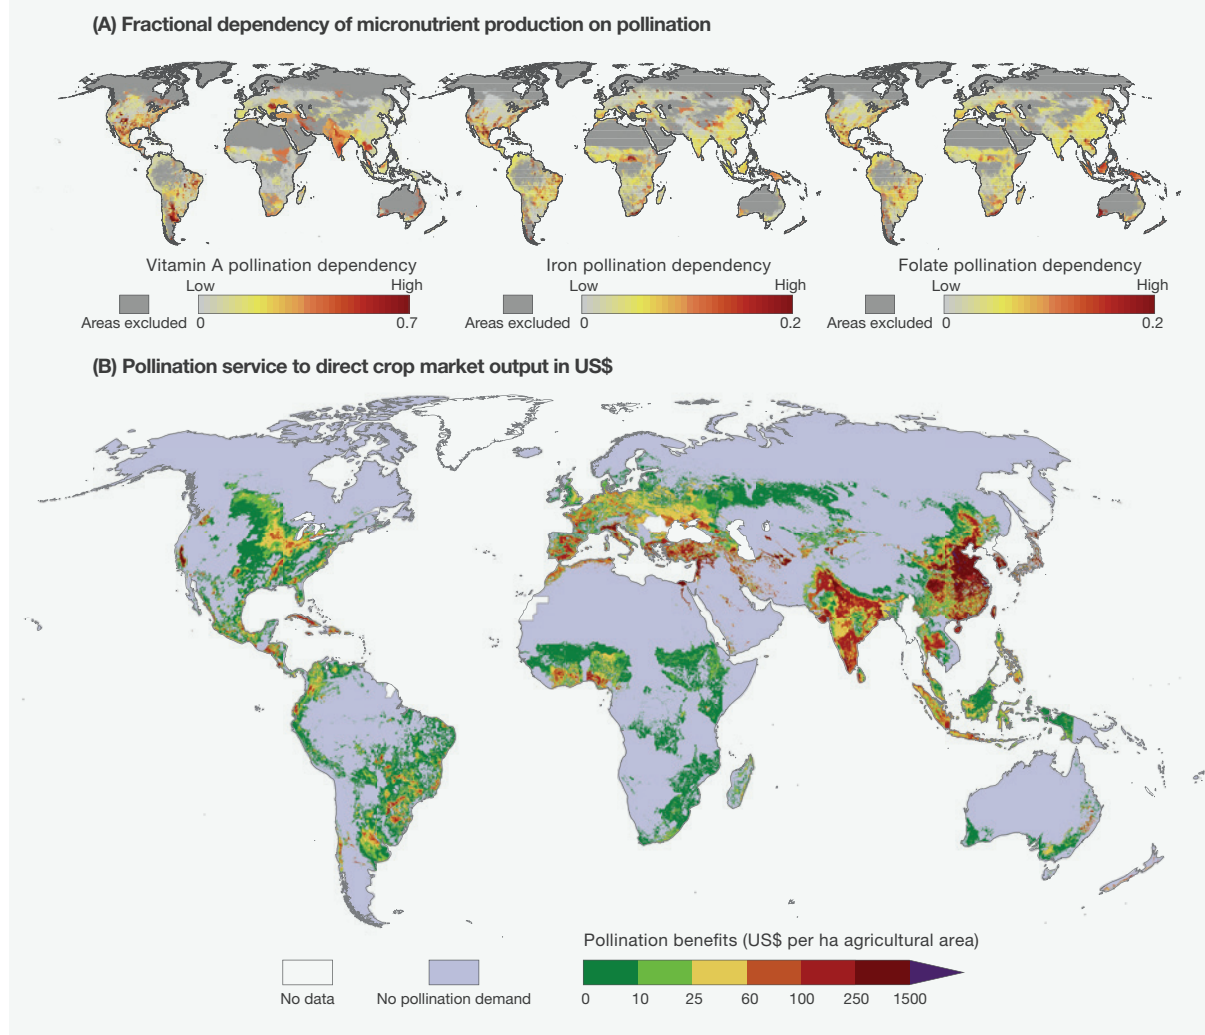 (A) Fractional dependency of micronutrient production on pollination
Vitamin A pollination dependency
Low High
Areas excluded 0 0.7
Iron pollination dependency
Low High
Areas excluded 0 0.2
Folate pollination dependency
Low High
Areas excluded 0 0.2
(B) Pollination service to direct crop market output in US$
Pollination benefits (US$ per ha agricultural area)
No data No pollination demand 0 10 25 60 100 250 1500